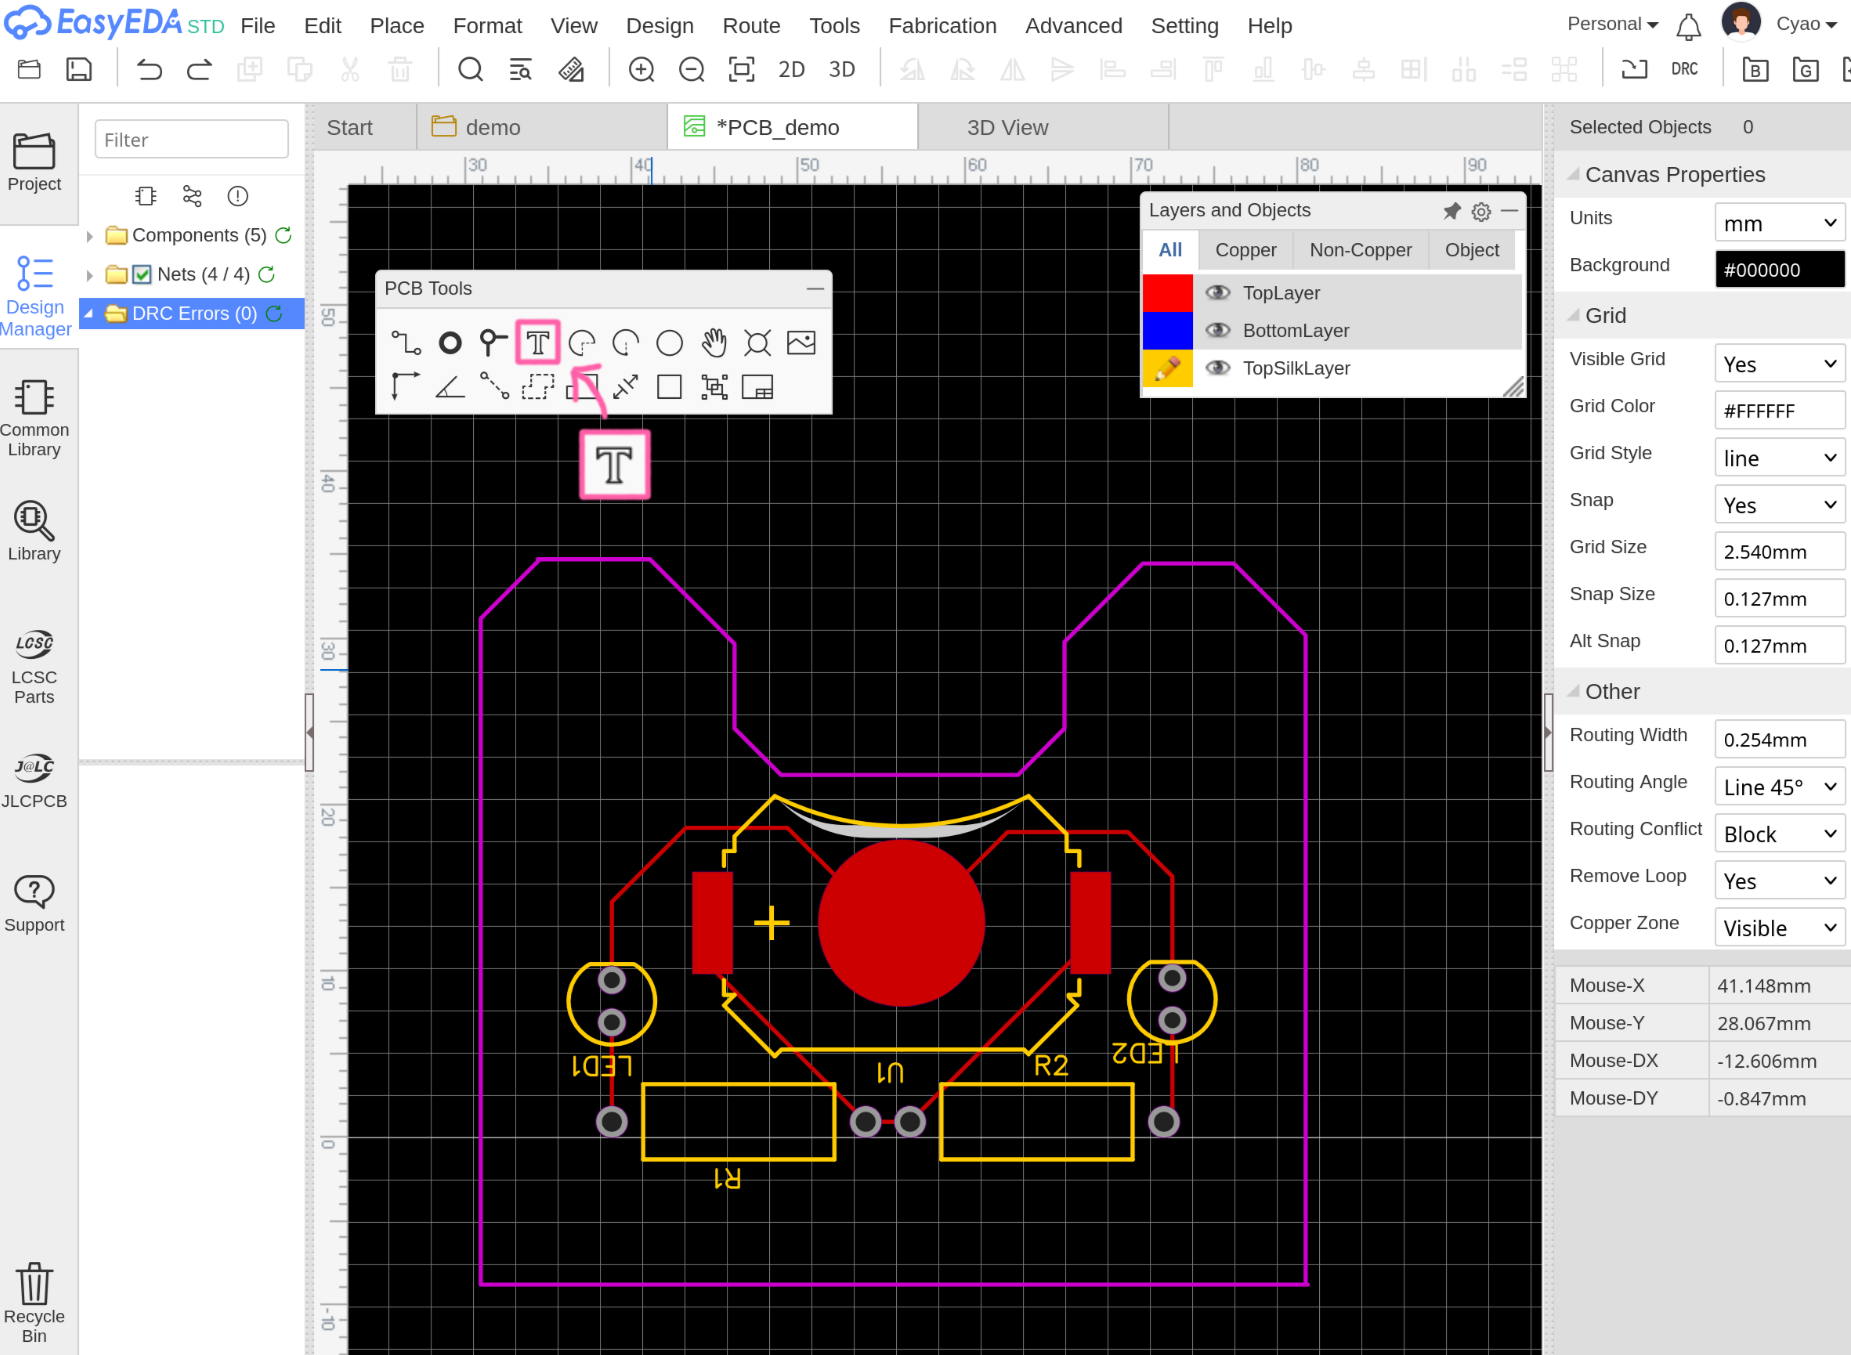 EasyEDA STD File Edit Place Format View Design Route Tools Fabrication Advanced Setting Help Personal Cyao
2D 3D DRC B G
Project
Design Manager
Common Library
Library
LCSC
LCSC Parts
J@LC
JLCPCB
Support
Recycle Bin
Filter
Components (5)
Nets (4 / 4)
DRC Errors (0)
Start demo *PCB_demo 3D View
30 40 50 60 70 80 90
50
40
30
20
10
0
-10
PCB Tools
T
T
Layers and Objects
All Copper Non-Copper Object
TopLayer
BottomLayer
TopSilkLayer
LED1
LED2
U1
R2
R1
Selected Objects 0
Canvas Properties
Units mm
Background #000000
Grid
Visible Grid Yes
Grid Color #FFFFFF
Grid Style line
Snap Yes
Grid Size 2.540mm
Snap Size 0.127mm
Alt Snap 0.127mm
Other
Routing Width 0.254mm
Routing Angle Line 45°
Routing Conflict Block
Remove Loop Yes
Copper Zone Visible
Mouse-X 41.148mm
Mouse-Y 28.067mm
Mouse-DX -12.606mm
Mouse-DY -0.847mm